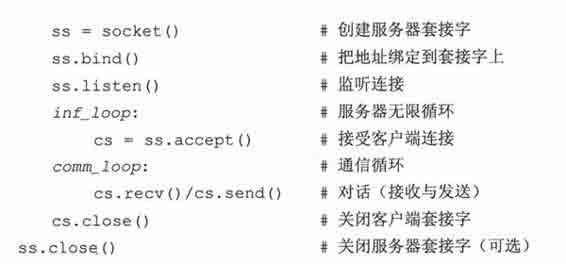 ss = socket() # 创建服务器套接字
ss.bind() # 把地址绑定到套接字上
ss.listen() # 监听连接
inf_loop: # 服务器无限循环
cs = ss.accept() # 接受客户端连接
comm_loop: # 通信循环
cs.recv()/cs.send() # 对话（接收与发送）
cs.close() # 关闭客户端套接字
ss.close() # 关闭服务器套接字（可选）